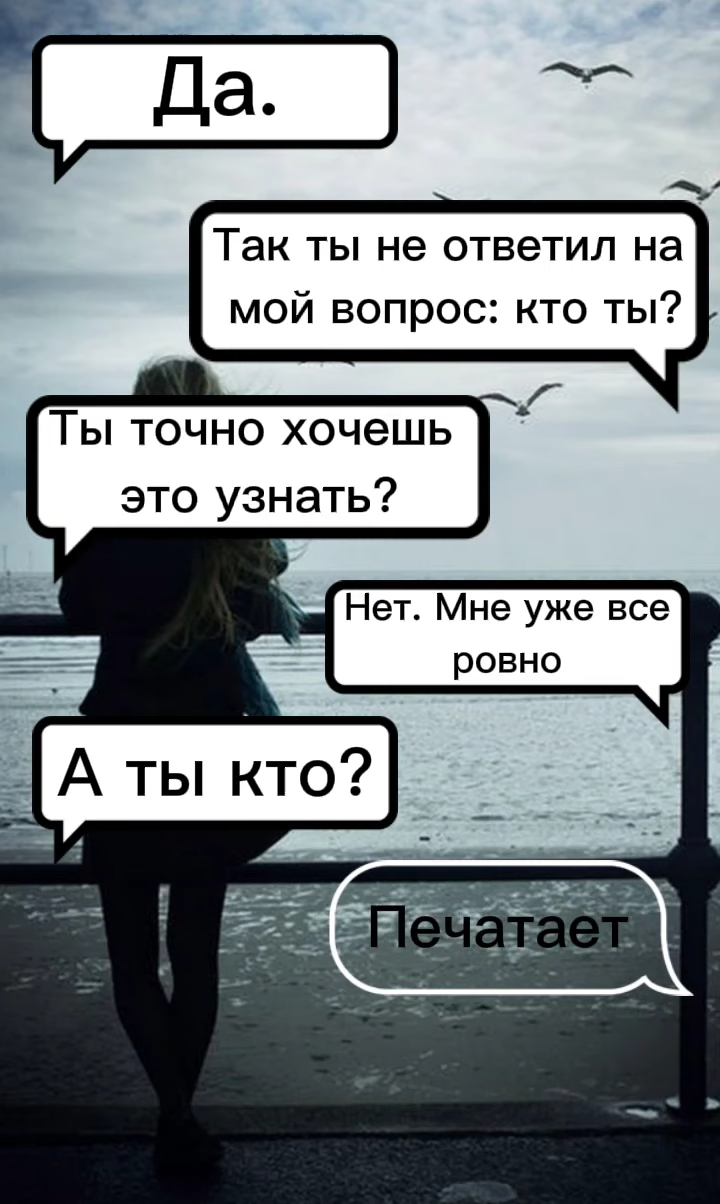 Да.
Так ты не ответил на
мой вопрос: кто ты?
Ты точно хочешь
это узнать?
Нет. Мне уже все
ровно
А ты кто?
Печатает